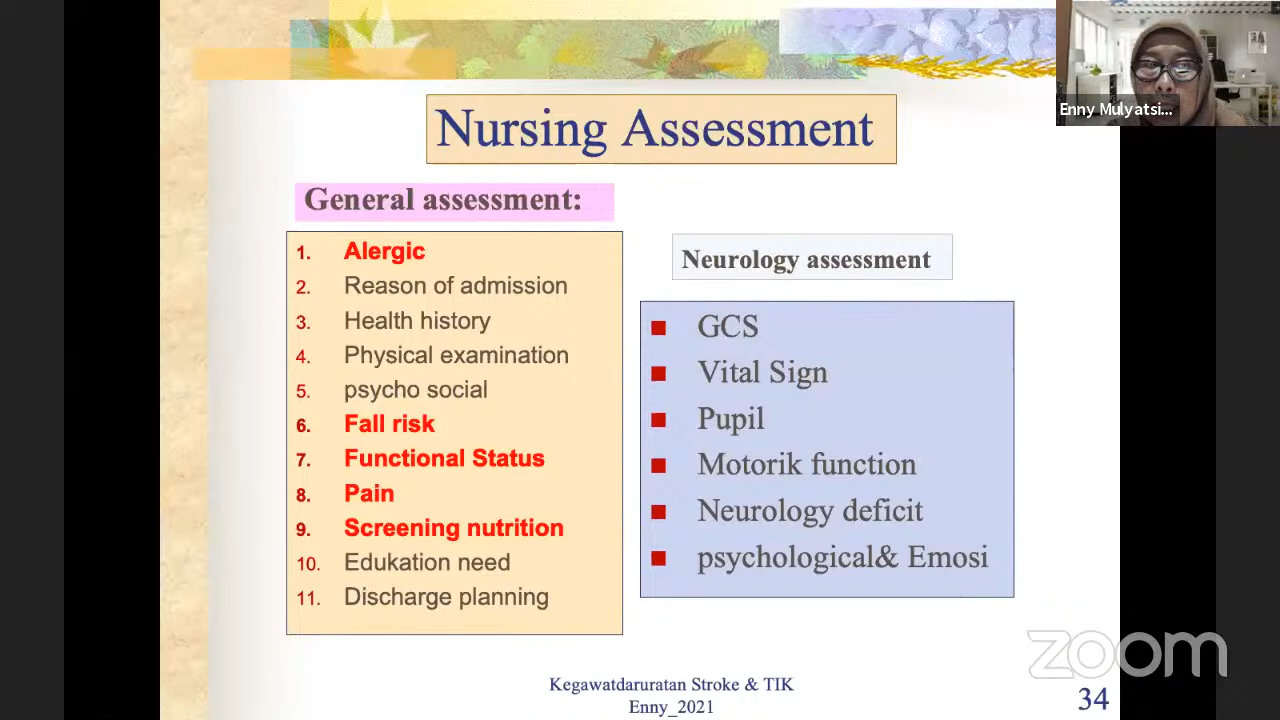 Nursing Assessment
Enny Mulyatsi...
General assessment:
1. Alergic
2. Reason of admission
3. Health history
4. Physical examination
5. psycho social
6. Fall risk
7. Functional Status
8. Pain
9. Screening nutrition
10. Edukation need
11. Discharge planning
Neurology assessment
GCS
Vital Sign
Pupil
Motorik function
Neurology deficit
psychological& Emosi
zoom
Kegawatdaruratan Stroke & TIK
Enny_2021
34